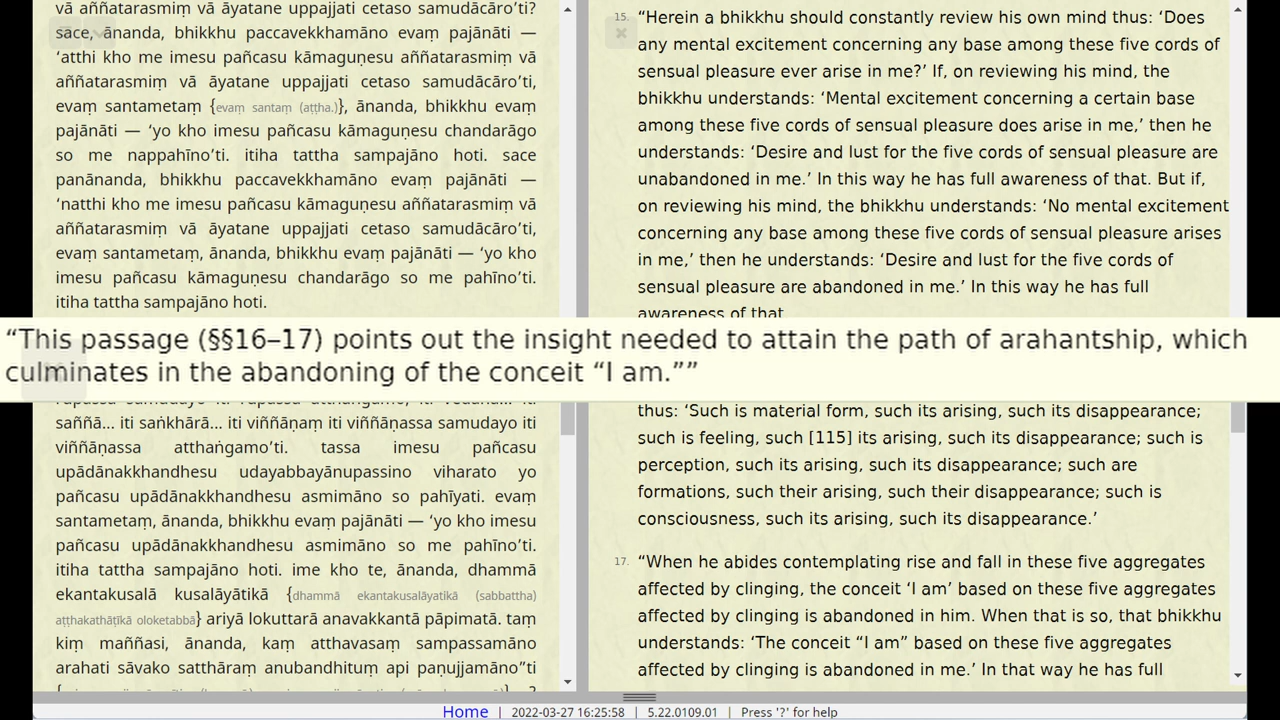 vā aññatarasmiṃ vā āyatane uppajjati cetaso samudācāro’ti?
sace, ānanda, bhikkhu paccavekkhamāno evaṃ pajānāti —
‘atthi kho me imesu pañcasu kāmaguṇesu aññatarasmiṃ vā
aññatarasmiṃ vā āyatane uppajjati cetaso samudācāro’ti,
evaṃ santametaṃ {evaṃ santaṃ (aṭṭha.)}, ānanda, bhikkhu evaṃ
pajānāti — ‘yo kho imesu pañcasu kāmaguṇesu chandarāgo
so me nappahīno’ti. itiha tattha sampajāno hoti. sace
panānanda, bhikkhu paccavekkhamāno evaṃ pajānāti —
‘natthi kho me imesu pañcasu kāmaguṇesu aññatarasmiṃ vā
aññatarasmiṃ vā āyatane uppajjati cetaso samudācāro’ti,
evaṃ santametaṃ, ānanda, bhikkhu evaṃ pajānāti — ‘yo kho
imesu pañcasu kāmaguṇesu chandarāgo so me pahīno’ti.
itiha tattha sampajāno hoti.
15. “Herein a bhikkhu should constantly review his own mind thus: ‘Does
any mental excitement concerning any base among these five cords of
sensual pleasure ever arise in me?’ If, on reviewing his mind, the
bhikkhu understands: ‘Mental excitement concerning a certain base
among these five cords of sensual pleasure does arise in me,’ then he
understands: ‘Desire and lust for the five cords of sensual pleasure are
unabandoned in me.’ In this way he has full awareness of that. But if,
on reviewing his mind, the bhikkhu understands: ‘No mental excitement
concerning any base among these five cords of sensual pleasure arises
in me,’ then he understands: ‘Desire and lust for the five cords of
sensual pleasure are abandoned in me.’ In this way he has full
awareness of that
“This passage (§§16–17) points out the insight needed to attain the path of arahantship, which
culminates in the abandoning of the conceit “I am.””
rūpassa samudayo iti rūpassa atthaṅgamo, iti vedanā... iti
saññā... iti saṅkhārā... iti viññāṇaṃ iti viññāṇassa samudayo iti
viññāṇassa atthaṅgamo’ti. tassa imesu pañcasu
upādānakkhandhesu udayabbayānupassino viharato yo
pañcasu upādānakkhandhesu asmimāno so pahīyati. evaṃ
santametaṃ, ānanda, bhikkhu evaṃ pajānāti — ‘yo kho imesu
pañcasu upādānakkhandhesu asmimāno so me pahīno’ti.
itiha tattha sampajāno hoti. ime kho te, ānanda, dhammā
ekantakusalā kusalāyātikā {dhammā ekantakusalāyatikā (sabbattha)
aṭṭhakathāṭīkā oloketabbā} ariyā lokuttarā anavakkantā pāpimatā. taṃ
kiṃ maññasi, ānanda, kaṃ atthavasaṃ sampassamāno
arahati sāvako satthāraṃ anubandhituṃ api paṇujjamāno”ti
thus: ‘Such is material form, such its arising, such its disappearance;
such is feeling, such [115] its arising, such its disappearance; such is
perception, such its arising, such its disappearance; such are
formations, such their arising, such their disappearance; such is
consciousness, such its arising, such its disappearance.’
17. “When he abides contemplating rise and fall in these five aggregates
affected by clinging, the conceit ‘I am’ based on these five aggregates
affected by clinging is abandoned in him. When that is so, that bhikkhu
understands: ‘The conceit “I am” based on these five aggregates
affected by clinging is abandoned in me.’ In that way he has full
Home | 2022-03-27 16:25:58 | 5.22.0109.01 | Press '?' for help